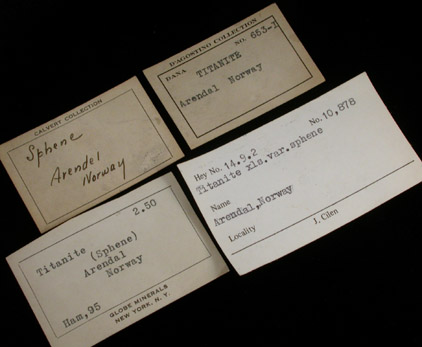 CALVERT COLLECTION
Sphene
Arendel
Norway
D'AGOSTINO COLLECTION
DANA NO. 653-1
TITANITE
Arendal Norway
2.50
Titanite (Sphene)
Arendal
Norway
Ham,95
GLOBE MINERALS
NEW YORK, N. Y.
Hey No. 14.9.2 No. 10,878
Titanite xls.var.sphene
Name
Arendal,Norway
Locality
J. Cilen